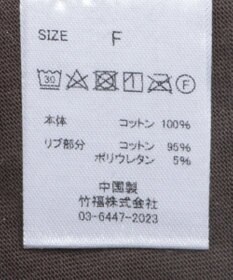 SIZE F
30 F
本体 コットン 100%
リブ部分 コットン 95%
ポリウレタン 5%
中国製
竹福株式会社
03-6447-2023